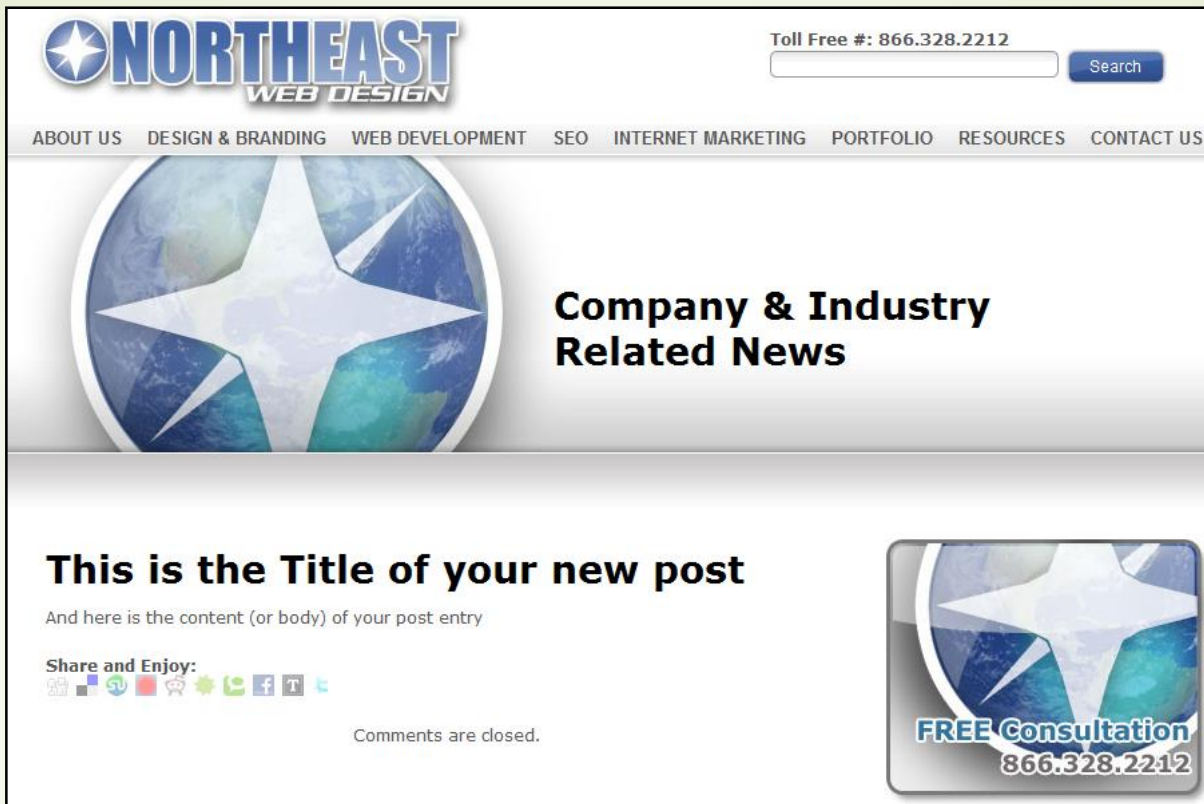 NORTHEAST
WEB DESIGN
Toll Free #: 866.328.2212
Search
ABOUT US DESIGN & BRANDING WEB DEVELOPMENT SEO INTERNET MARKETING PORTFOLIO RESOURCES CONTACT US
Company & Industry
Related News
This is the Title of your new post
And here is the content (or body) of your post entry
Share and Enjoy:
Comments are closed.
FREE Consultation
866.328.2212